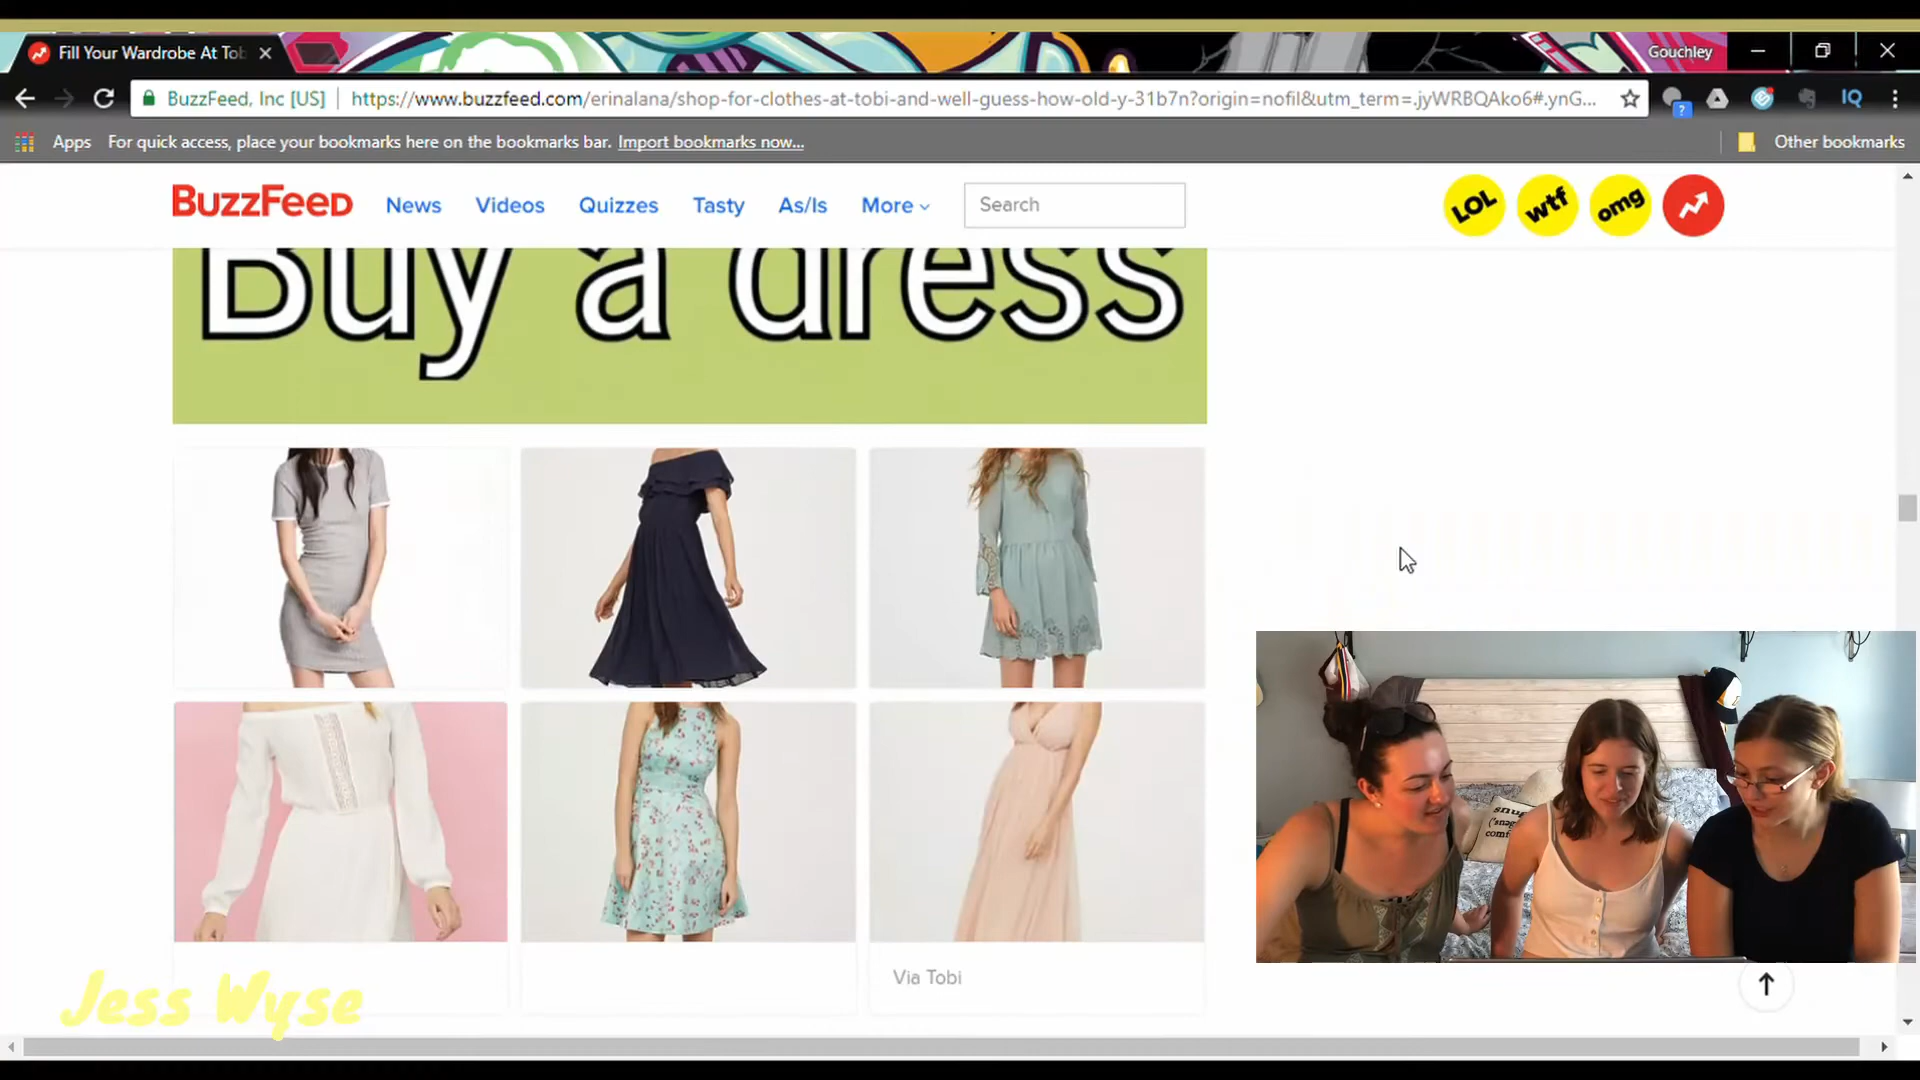 Fill Your Wardrobe At Tob
Gouchley
BuzzFeed, Inc [US] https://www.buzzfeed.com/erinalana/shop-for-clothes-at-tobi-and-well-guess-how-old-y-31b7n?origin=nofil&utm_term=.jyWRBQAko6#.ynG...
IQ
Apps For quick access, place your bookmarks here on the bookmarks bar. Import bookmarks now... Other bookmarks
BuzzFeed News Videos Quizzes Tasty As/Is More Search LOL wtf omg
Buy a dress
snug
Via Tobi
Jess Wyse